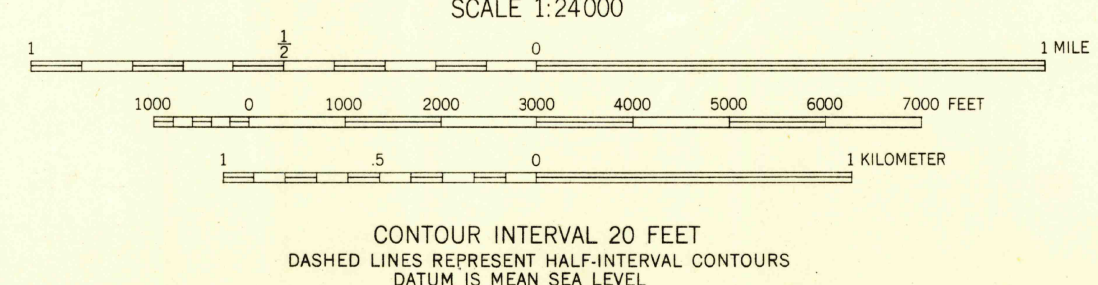 SCALE 1:24000
1 1/2 0 1 MILE
1000 0 1000 2000 3000 4000 5000 6000 7000 FEET
1 .5 0 1 KILOMETER
CONTOUR INTERVAL 20 FEET
DASHED LINES REPRESENT HALF-INTERVAL CONTOURS
DATUM IS MEAN SEA LEVEL